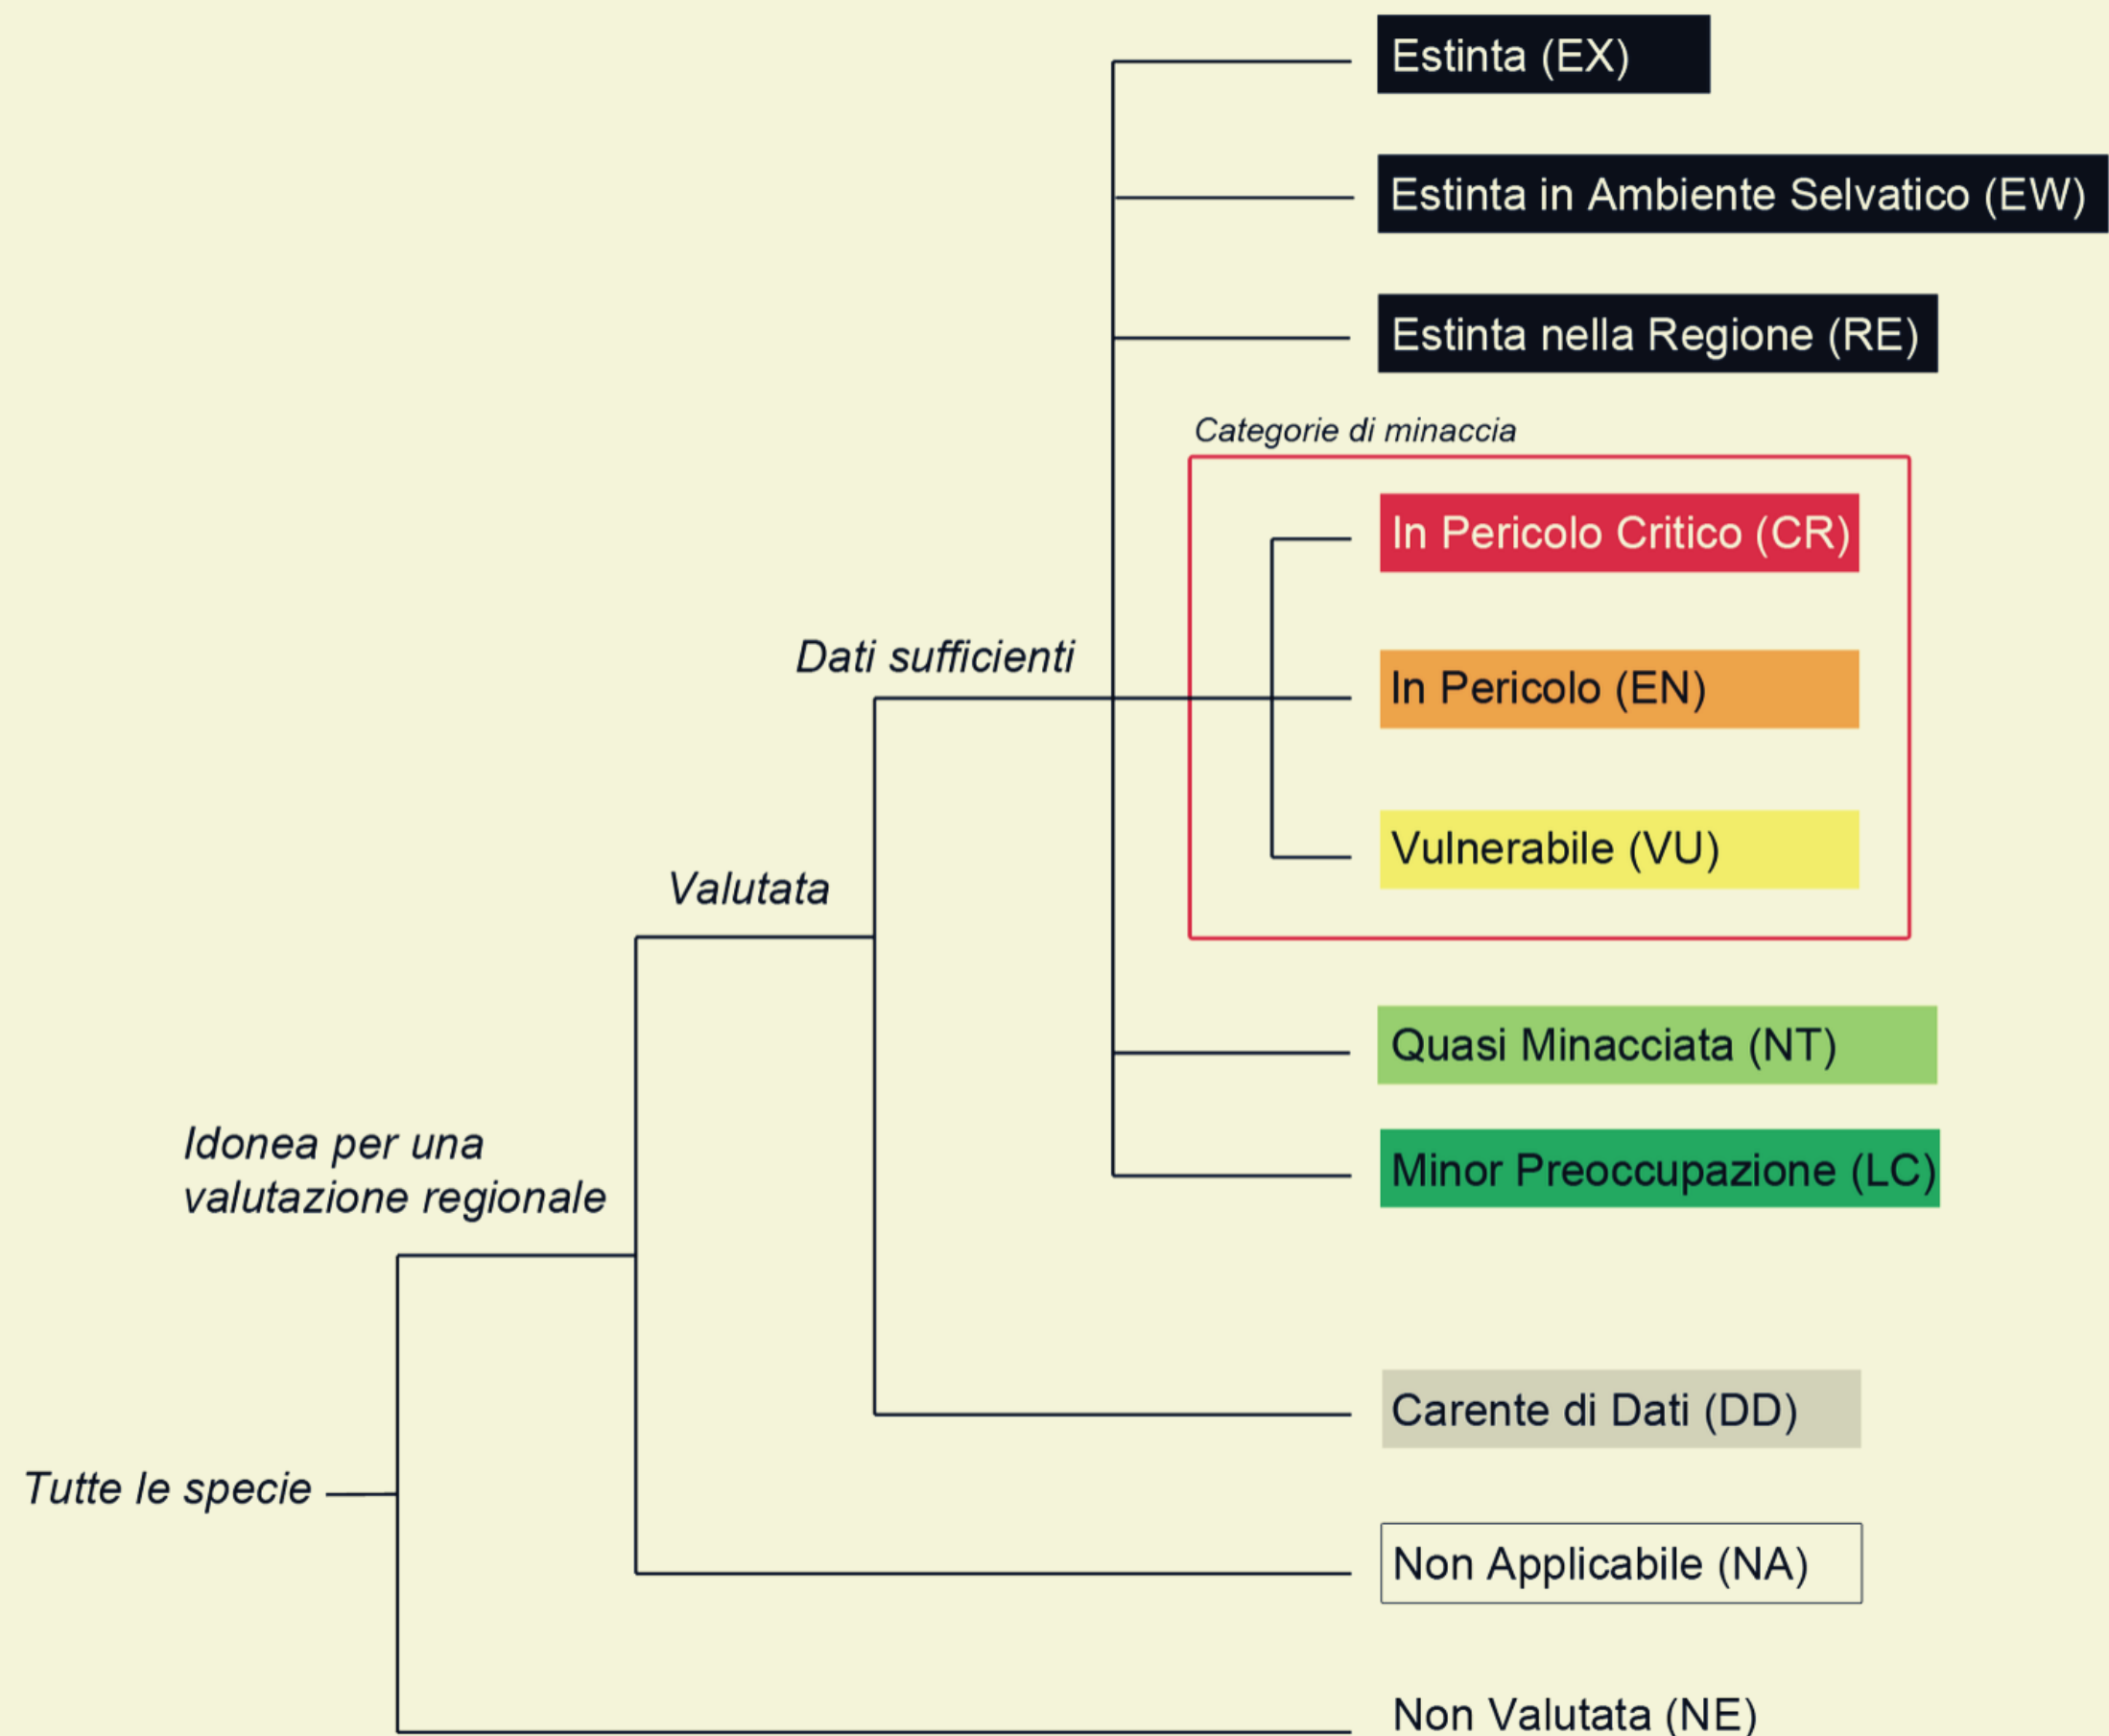 Estinta (EX)
Estinta in Ambiente Selvatico (EW)
Estinta nella Regione (RE)
Categorie di minaccia
In Pericolo Critico (CR)
Dati sufficienti
In Pericolo (EN)
Vulnerabile (VU)
Valutata
Quasi Minacciata (NT)
Idonea per una
valutazione regionale
Minor Preoccupazione (LC)
Carente di Dati (DD)
Tutte le specie
Non Applicabile (NA)
Non Valutata (NE)